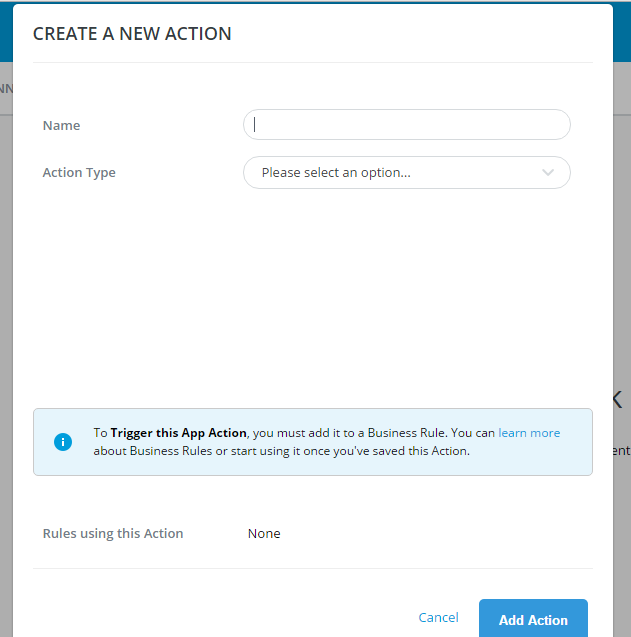 CREATE A NEW ACTION
Name
Action Type
Please select an option...
To Trigger this App Action, you must add it to a Business Rule. You can learn more
about Business Rules or start using it once you've saved this Action.
Rules using this Action
None
Cancel
Add Action